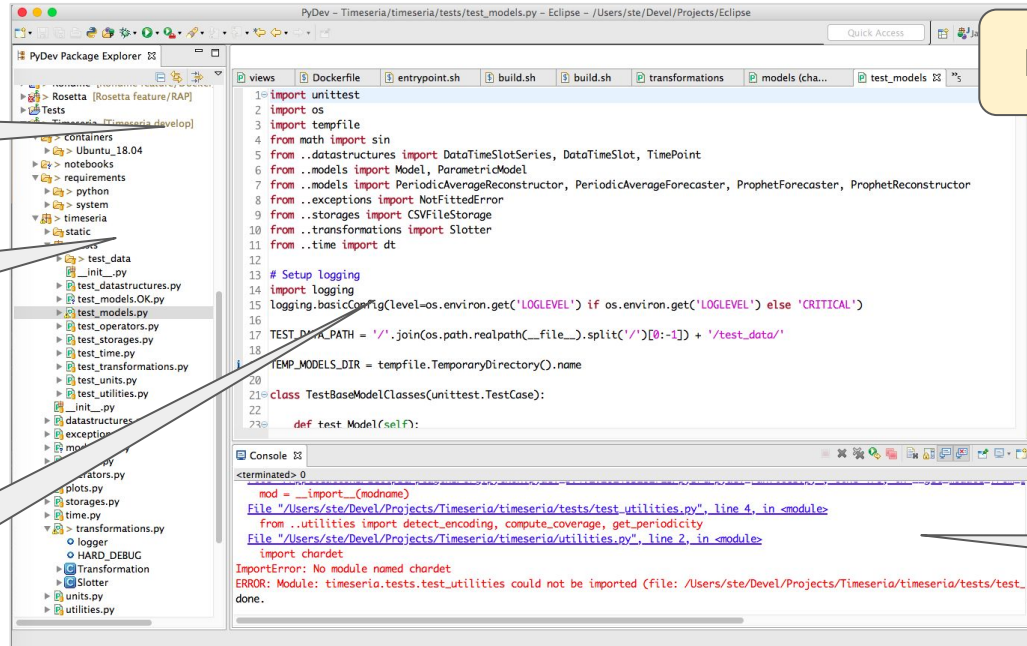 PyDev - Timeseria/timeseria/tests/test_models.py - Eclipse - /Users/ste/Devel/Projects/Eclipse
Quick Access
PyDev Package Explorer
> Rosetta [Rosetta feature/RAP]
Tests
Timeseria [Timeseria develop]
> containers
> Ubuntu_18.04
> notebooks
> requirements
> python
> system
> timeseria
static
> test_data
__init__.py
test_datastructures.py
test_models.OK.py
test_models.py
test_operators.py
test_storages.py
test_time.py
test_transformations.py
test_units.py
test_utilities.py
__init__.py
plots.py
storages.py
time.py
> transformations.py
logger
HARD_DEBUG
Transformation
Slotter
units.py
utilities.py
views Dockerfile entrypoint.sh build.sh build.sh transformations models (cha... test_models "5
1 import unittest
2 import os
3 import tempfile
4 from math import sin
5 from ..datastructures import DataTimeSlotSeries, DataTimeSlot, TimePoint
6 from ..models import Model, ParametricModel
7 from ..models import PeriodicAverageReconstructor, PeriodicAverageForecaster, ProphetForecaster, ProphetReconstructor
8 from ..exceptions import NotFittedError
9 from ..storages import CSVFileStorage
10 from ..transformations import Slotter
11 from ..time import dt
12
13 # Setup logging
14 import logging
15 logging.basicConfig(level=os.environ.get('LOGLEVEL') if os.environ.get('LOGLEVEL') else 'CRITICAL')
16
17 TEST_DATA_PATH = '/'.join(os.path.realpath(__file__).split('/')[0:-1]) + '/test_data/'
18
TEMP_MODELS_DIR = tempfile.TemporaryDirectory().name
20
21 class TestBaseModelClasses(unittest.TestCase):
22
23 def test_Model(self):
Console
<terminated> 0
mod = __import__(modname)
File "/Users/ste/Devel/Projects/Timeseria/timeseria/tests/test_utilities.py", line 4, in <module>
from ..utilities import detect_encoding, compute_coverage, get_periodicity
File "/Users/ste/Devel/Projects/Timeseria/timeseria/utilities.py", line 2, in <module>
import chardet
ImportError: No module named chardet
ERROR: Module: timeseria.tests.test_utilities could not be imported (file: /Users/ste/Devel/Projects/Timeseria/timeseria/tests/test_
done.